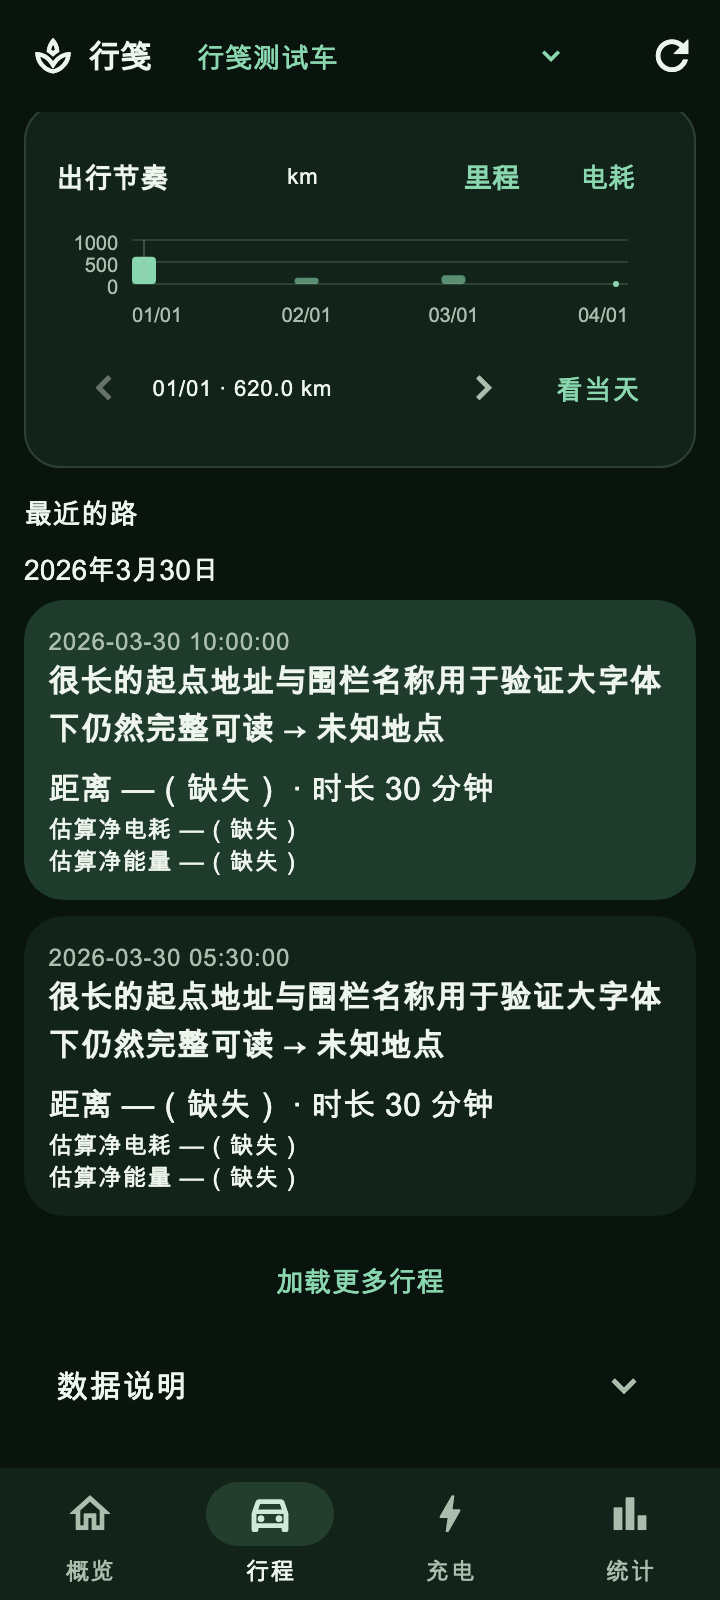 行笺 行笺测试车
出行节奏 km 里程 电耗
1000
500
0
01/01 02/01 03/01 04/01
01/01 · 620.0 km 看当天
最近的路
2026年3月30日
2026-03-30 10:00:00
很长的起点地址与围栏名称用于验证大字体
下仍然完整可读 → 未知地点
距离 —（缺失） · 时长 30 分钟
估算净电耗 —（缺失）
估算净能量 —（缺失）
2026-03-30 05:30:00
很长的起点地址与围栏名称用于验证大字体
下仍然完整可读 → 未知地点
距离 —（缺失） · 时长 30 分钟
估算净电耗 —（缺失）
估算净能量 —（缺失）
加载更多行程
数据说明
概览 行程 充电 统计